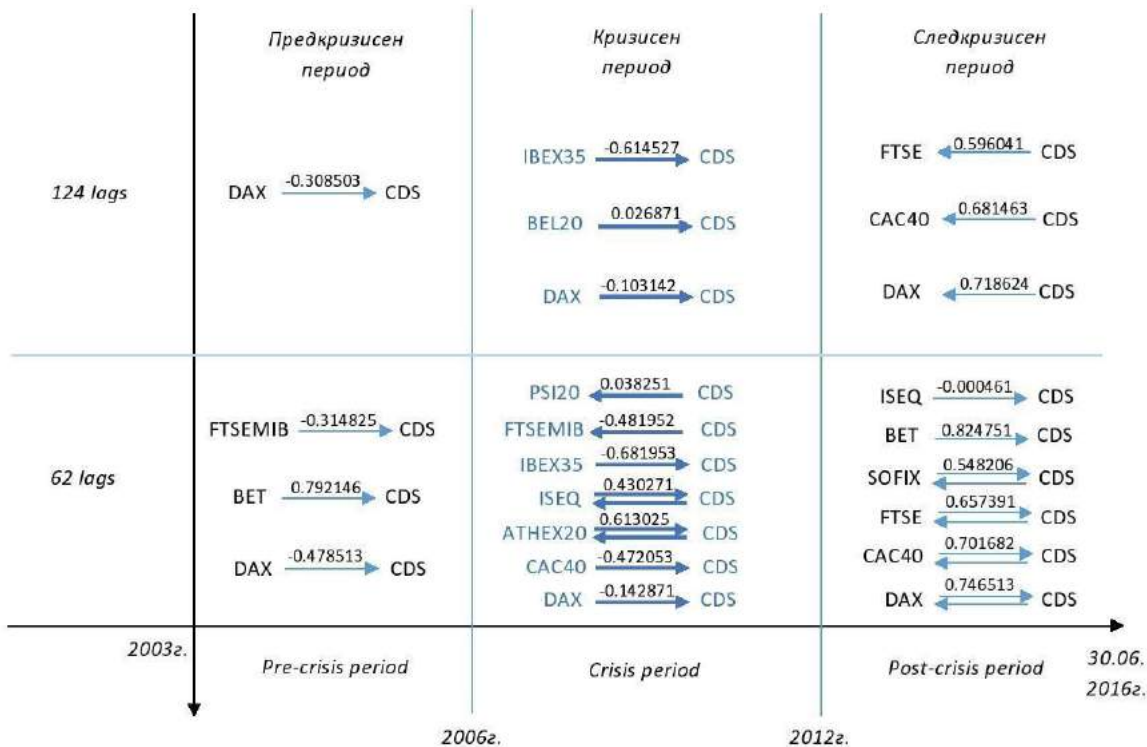 Предкризисен
период
Кризисен
период
Следкризисен
период
124 lags
DAX -0.308503 CDS
IBEX35 -0.614527 CDS
BEL20 0.026871 CDS
DAX -0.103142 CDS
FTSE 0.596041 CDS
CAC40 0.681463 CDS
DAX 0.718624 CDS
62 lags
FTSEMIB -0.314825 CDS
BET 0.792146 CDS
DAX -0.478513 CDS
PSI20 0.038251 CDS
FTSEMIB -0.481952 CDS
IBEX35 -0.681953 CDS
ISEQ 0.430271 CDS
ATHEX20 0.613025 CDS
CAC40 -0.472053 CDS
DAX -0.142871 CDS
ISEQ -0.000461 CDS
BET 0.824751 CDS
SOFIX 0.548206 CDS
FTSE 0.657391 CDS
CAC40 0.701682 CDS
DAX 0.746513 CDS
2003г.
Pre-crisis period
Crisis period
Post-crisis period
30.06.
2016г.
2006г.
2012г.